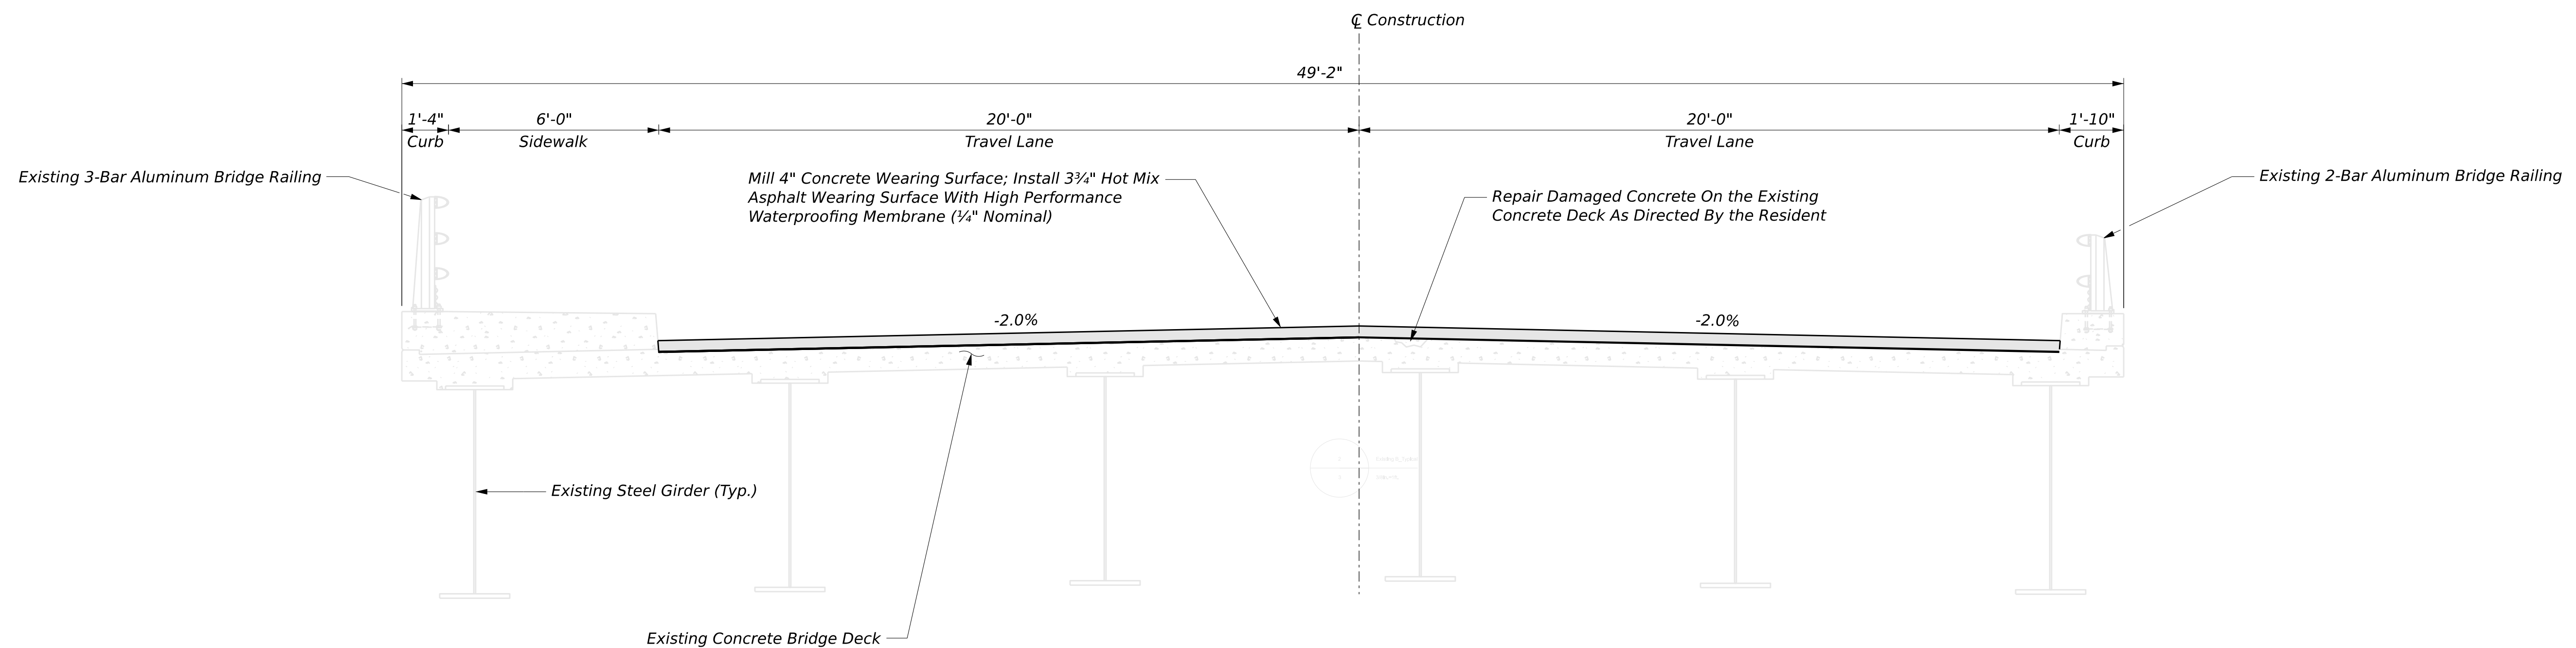 ℄ Construction
49'-2"
1'-4"
Curb
6'-0"
Sidewalk
20'-0"
Travel Lane
20'-0"
Travel Lane
1'-10"
Curb
Existing 3-Bar Aluminum Bridge Railing
Mill 4" Concrete Wearing Surface; Install 3¾" Hot Mix
Asphalt Wearing Surface With High Performance
Waterproofing Membrane (¼" Nominal)
Repair Damaged Concrete On the Existing
Concrete Deck As Directed By the Resident
Existing 2-Bar Aluminum Bridge Railing
-2.0%
-2.0%
Existing Steel Girder (Typ.)
Existing Concrete Bridge Deck